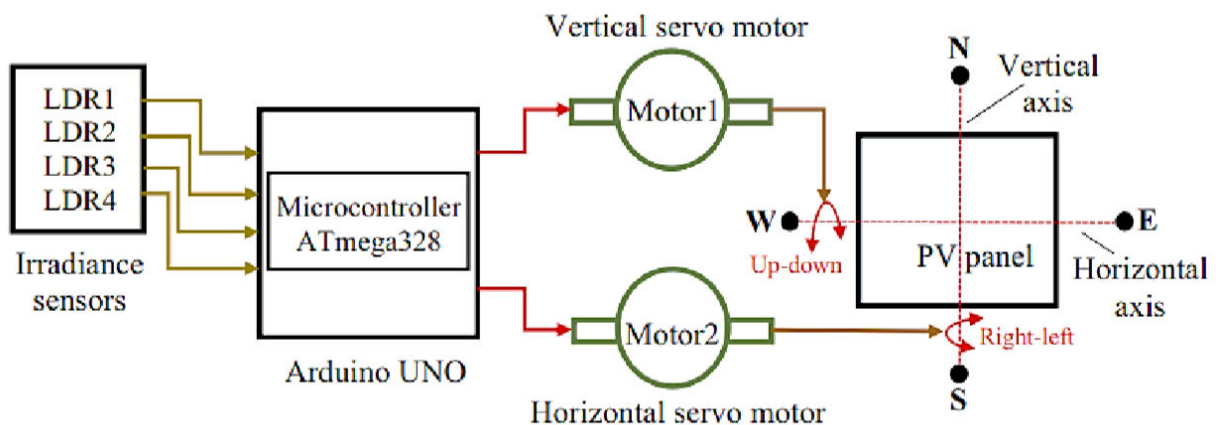 LDR1
LDR2
LDR3
LDR4
Irradiance
sensors
Microcontroller
ATmega328
Arduino UNO
Vertical servo motor
Motor1
Motor2
Horizontal servo motor
N
Vertical
axis
W
E
Up-down
PV panel
Horizontal
axis
Right-left
S